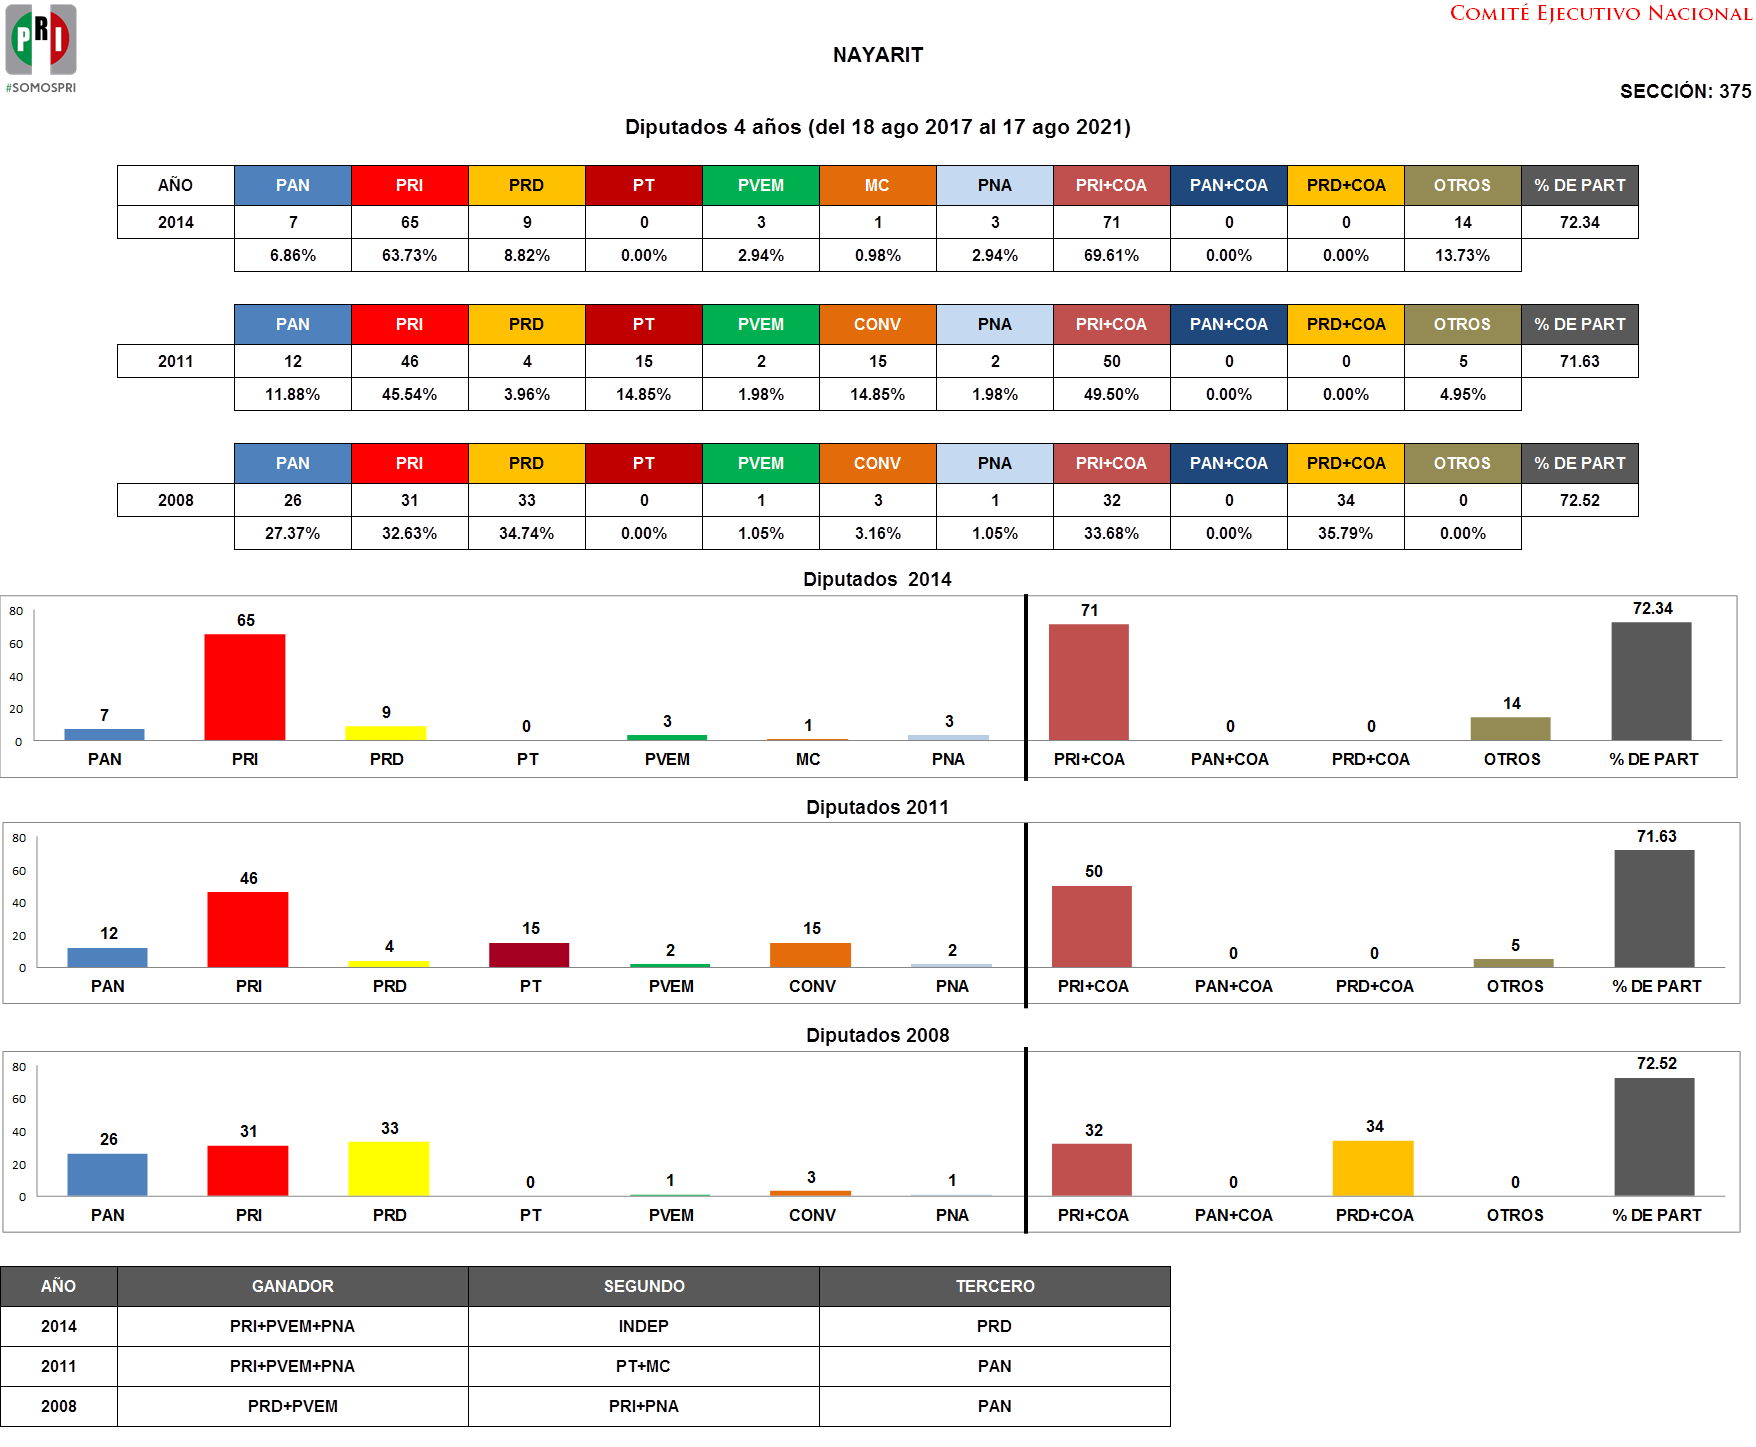 PRI
#SOMOSPRI
COMITÉ EJECUTIVO NACIONAL
NAYARIT
SECCIÓN: 375
Diputados 4 años (del 18 ago 2017 al 17 ago 2021)
AÑO PAN PRI PRD PT PVEM MC PNA PRI+COA PAN+COA PRD+COA OTROS % DE PART
2014 7 65 9 0 3 1 3 71 0 0 14 72.34
6.86% 63.73% 8.82% 0.00% 2.94% 0.98% 2.94% 69.61% 0.00% 0.00% 13.73%
PAN PRI PRD PT PVEM CONV PNA PRI+COA PAN+COA PRD+COA OTROS % DE PART
2011 12 46 4 15 2 15 2 50 0 0 5 71.63
11.88% 45.54% 3.96% 14.85% 1.98% 14.85% 1.98% 49.50% 0.00% 0.00% 4.95%
PAN PRI PRD PT PVEM CONV PNA PRI+COA PAN+COA PRD+COA OTROS % DE PART
2008 26 31 33 0 1 3 1 32 0 34 0 72.52
27.37% 32.63% 34.74% 0.00% 1.05% 3.16% 1.05% 33.68% 0.00% 35.79% 0.00%
Diputados 2014
80
60
40
20
0
7 65 9 0 3 1 3 71 0 0 14 72.34
PAN PRI PRD PT PVEM MC PNA PRI+COA PAN+COA PRD+COA OTROS % DE PART
Diputados 2011
80
60
40
20
0
12 46 4 15 2 15 2 50 0 0 5 71.63
PAN PRI PRD PT PVEM CONV PNA PRI+COA PAN+COA PRD+COA OTROS % DE PART
Diputados 2008
80
60
40
20
0
26 31 33 0 1 3 1 32 0 34 0 72.52
PAN PRI PRD PT PVEM CONV PNA PRI+COA PAN+COA PRD+COA OTROS % DE PART
AÑO GANADOR SEGUNDO TERCERO
2014 PRI+PVEM+PNA INDEP PRD
2011 PRI+PVEM+PNA PT+MC PAN
2008 PRD+PVEM PRI+PNA PAN